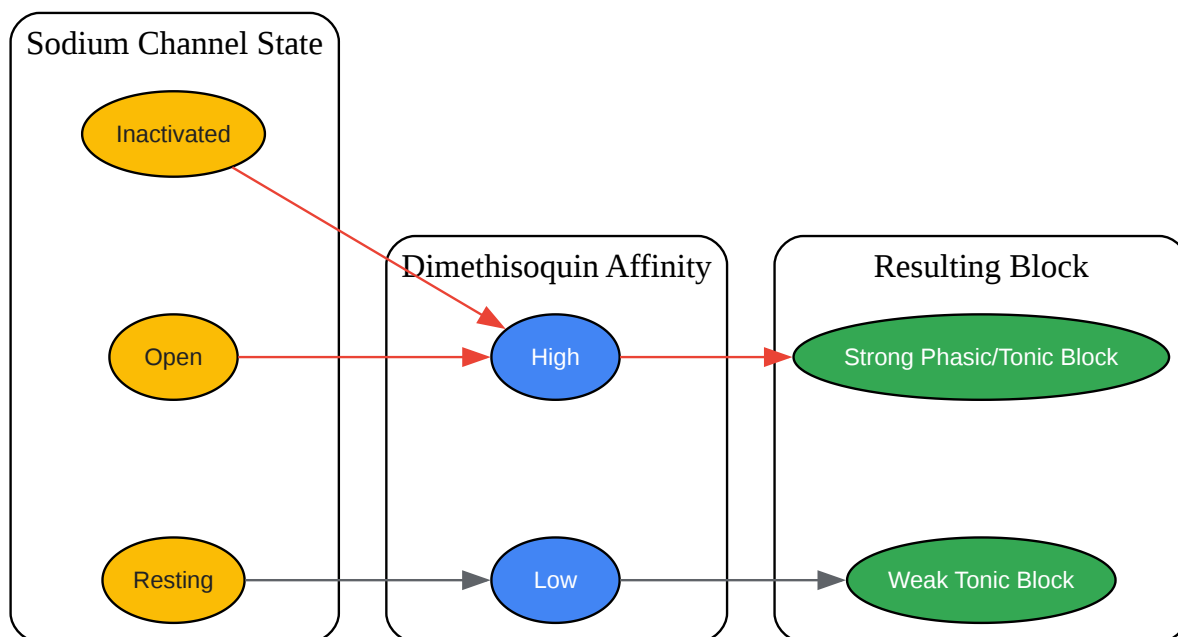 Sodium Channel State
Inactivated
Open
Resting
Dimethisoquin Affinity
High
Low
Resulting Block
Strong Phasic/Tonic Block
Weak Tonic Block